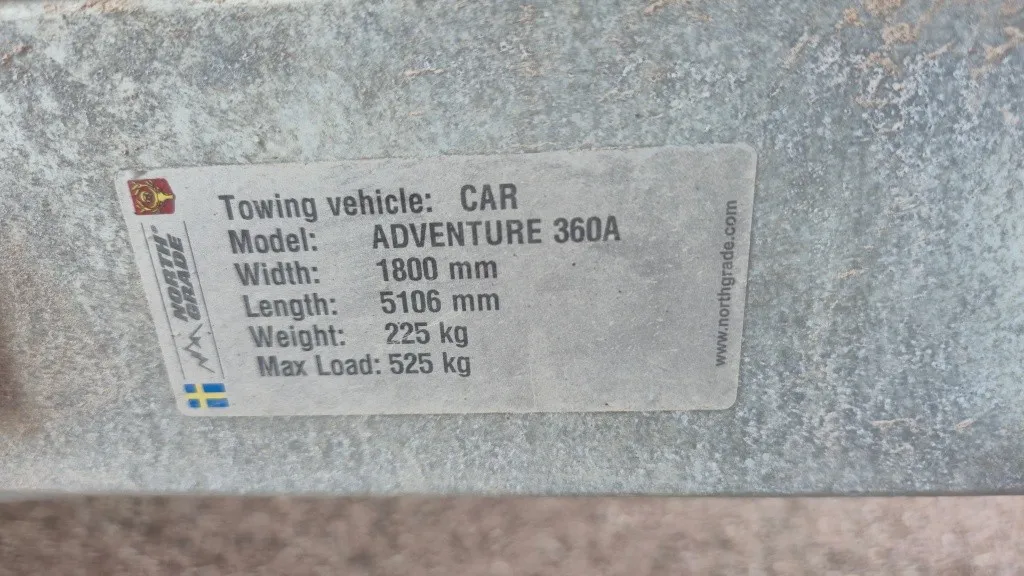 Towing vehicle: CAR
Model: ADVENTURE 360A
Width: 1800 mm
Length: 5106 mm
Weight: 225 kg
Max Load: 525 kg
NORTH
GRADE
www.northgrade.com